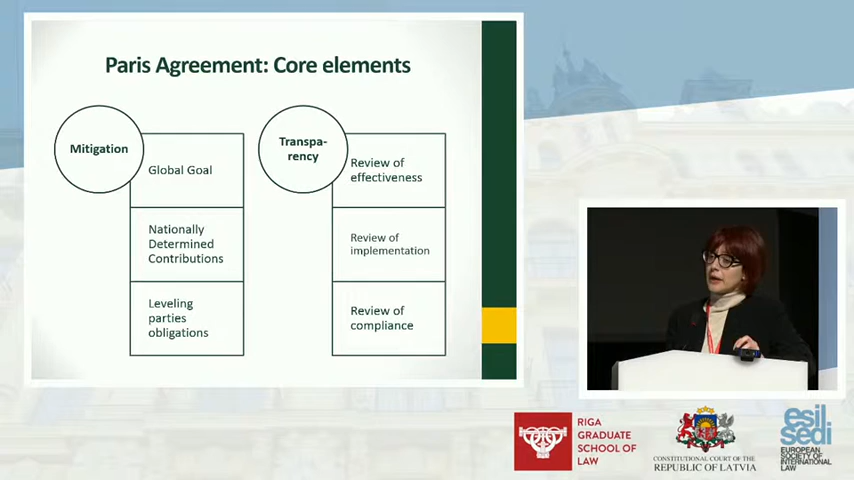 Paris Agreement: Core elements
Mitigation
Global Goal
Nationally
Determined
Contributions
Leveling
parties
obligations
Transpa-
rency
Review of
effectiveness
Review of
implementation
Review of
compliance
RIGA
GRADUATE
SCHOOL OF
LAW
CONSTITUTIONAL COURT OF THE
REPUBLIC OF LATVIA
esil
sedi
EUROPEAN
SOCIETY OF
INTERNATIONAL
LAW